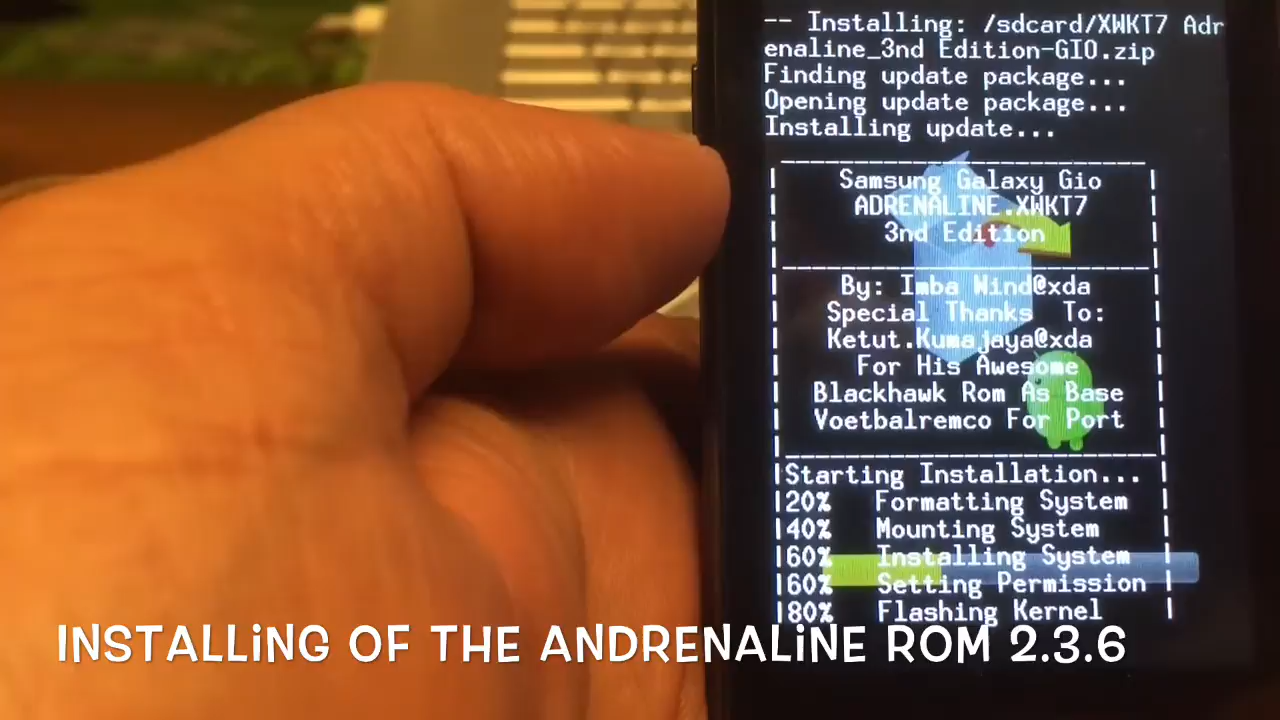 -- Installing: /sdcard/XWKT7 Adr
enaline_3nd Edition-GIO.zip
Finding update package...
Opening update package...
Installing update...
Samsung Galaxy Gio
ADRENALINE.XWKT7
3nd Edition
By: Imba Mind@xda
Special Thanks To:
Ketut.Kumajaya@xda
For His Awesome
Blackhawk Rom As Base
Voetbalremco For Port
Starting Installation...
20% Formatting System
40% Mounting System
60% Installing System
60% Setting Permission
80% Flashing Kernel
INSTALLING OF THE ANDRENALINE ROM 2.3.6